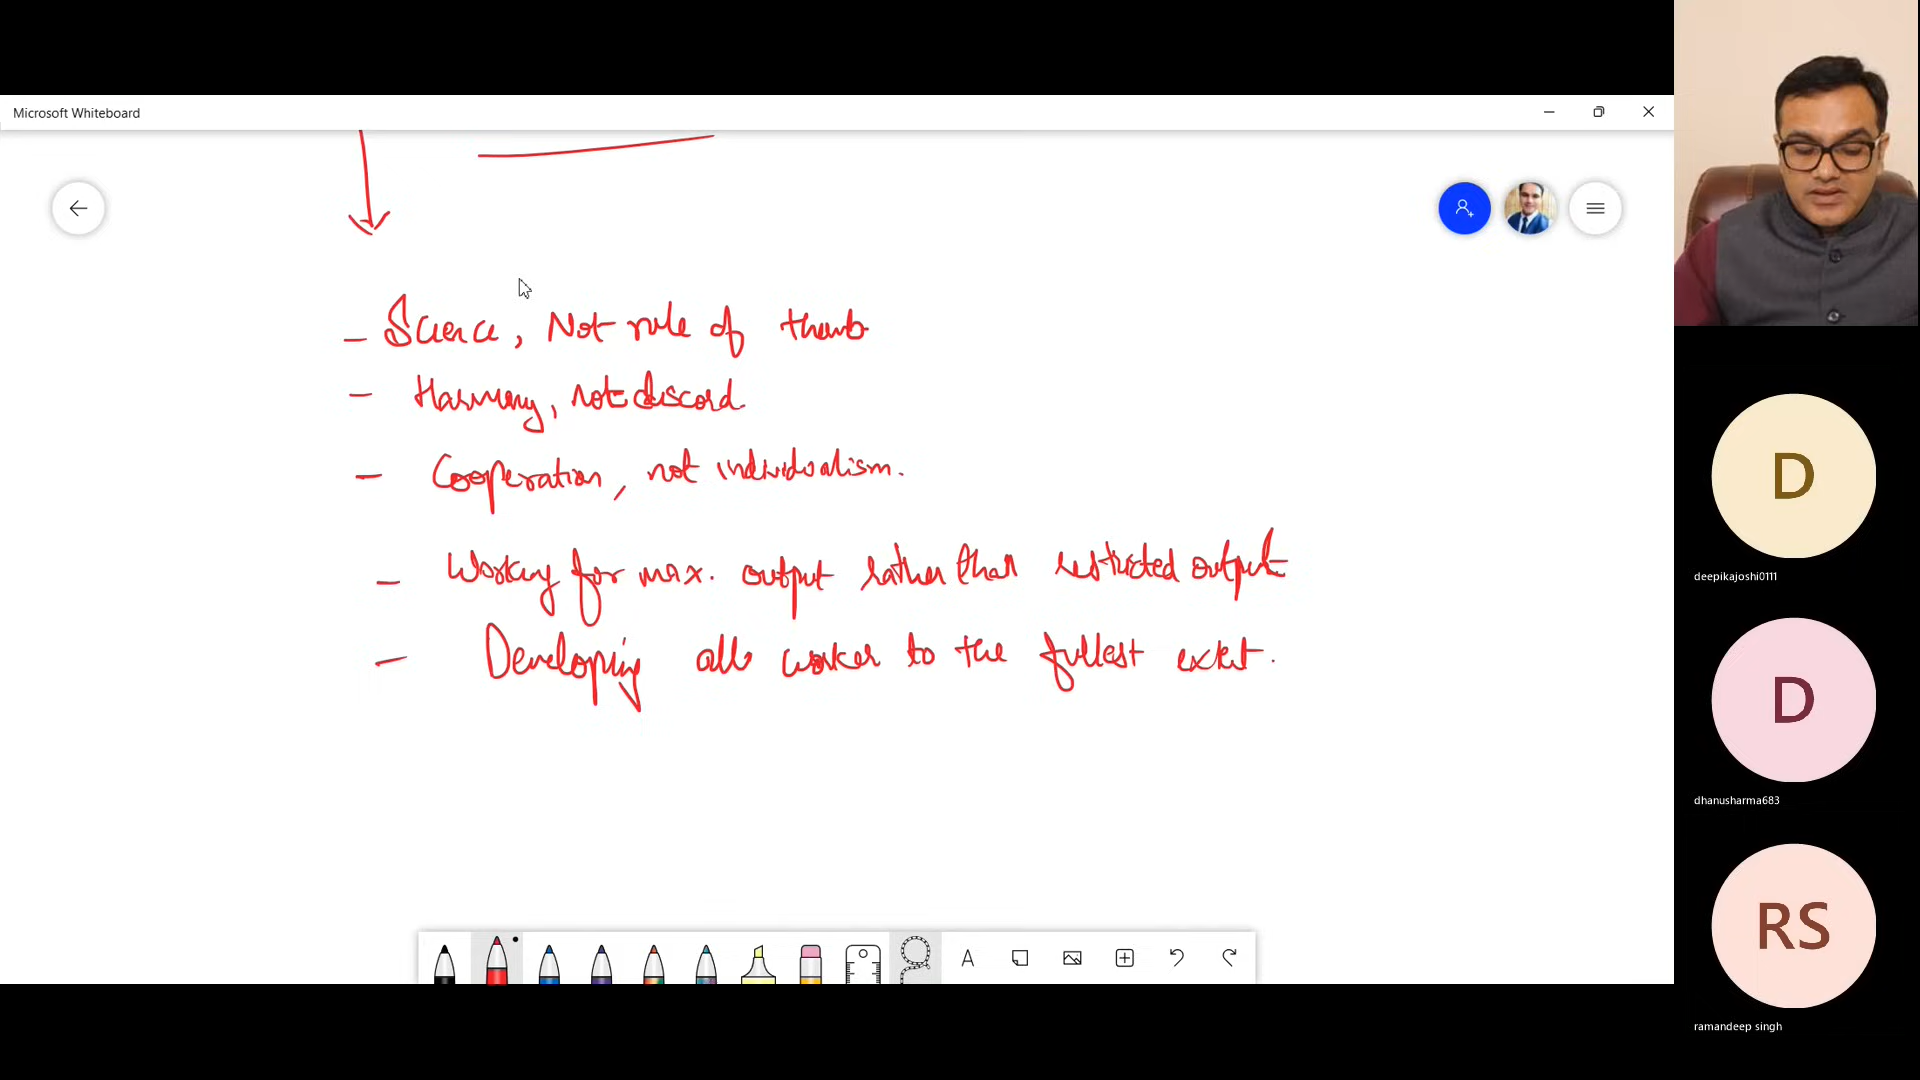 Microsoft Whiteboard
- Science, Not rule of thumb
- Harmony, not discord
- Cooperation, not individualism.
- Working for max. output rather than restricted output
- Developing all worker to the fullest extent.
A
D
deepikajoshi0111
D
dhanusharma683
RS
ramandeep singh